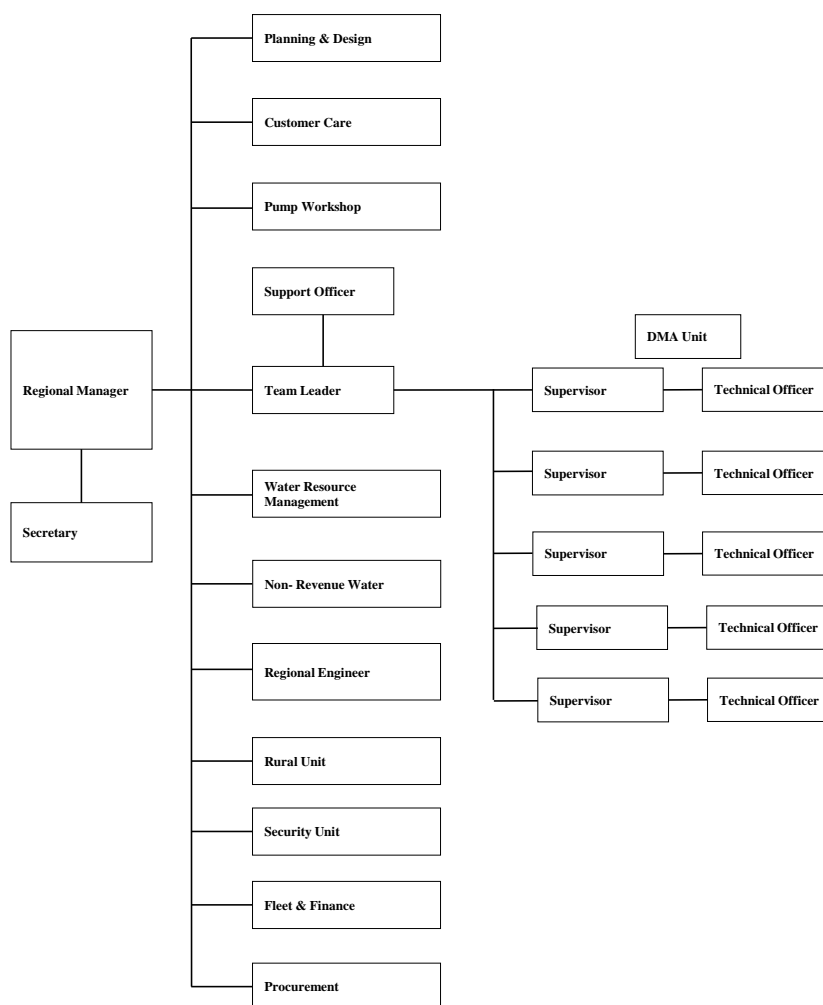 Planning & Design
Customer Care
Pump Workshop
Support Officer
DMA Unit
Regional Manager
Team Leader
Supervisor
Technical Officer
Supervisor
Technical Officer
Water Resource
Management
Secretary
Supervisor
Technical Officer
Non- Revenue Water
Supervisor
Technical Officer
Regional Engineer
Supervisor
Technical Officer
Rural Unit
Security Unit
Fleet & Finance
Procurement